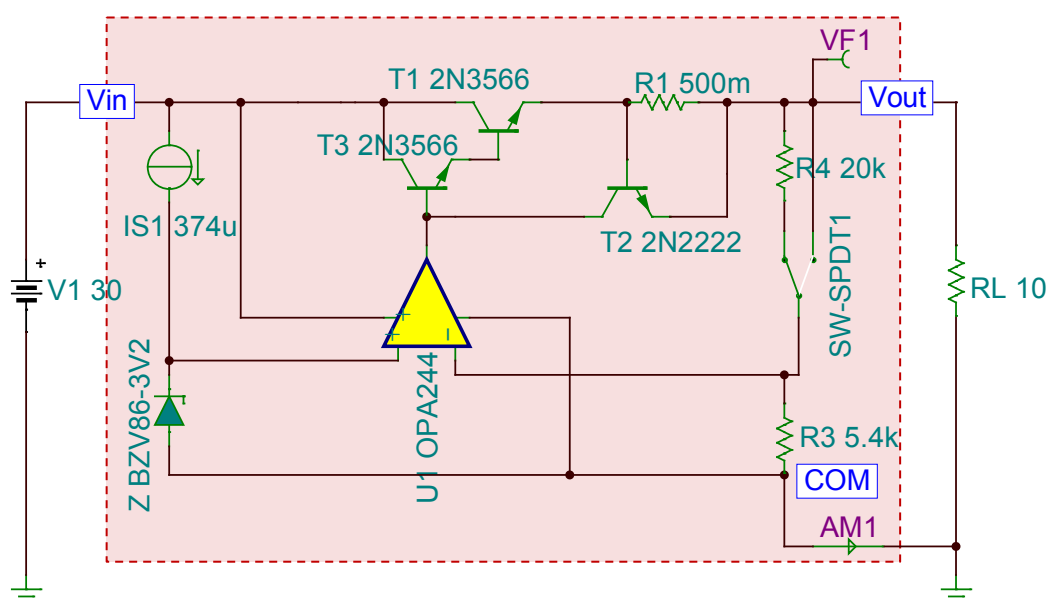 VF1
T1 2N3566
R1 500m
Vin
Vout
T3 2N3566
R4 20k
IS1 374u
T2 2N2222
SW-SPDT1
+
V1 30
RL 10
+
+
-
Z BZV86-3V2
U1 OPA244
R3 5.4k
COM
AM1